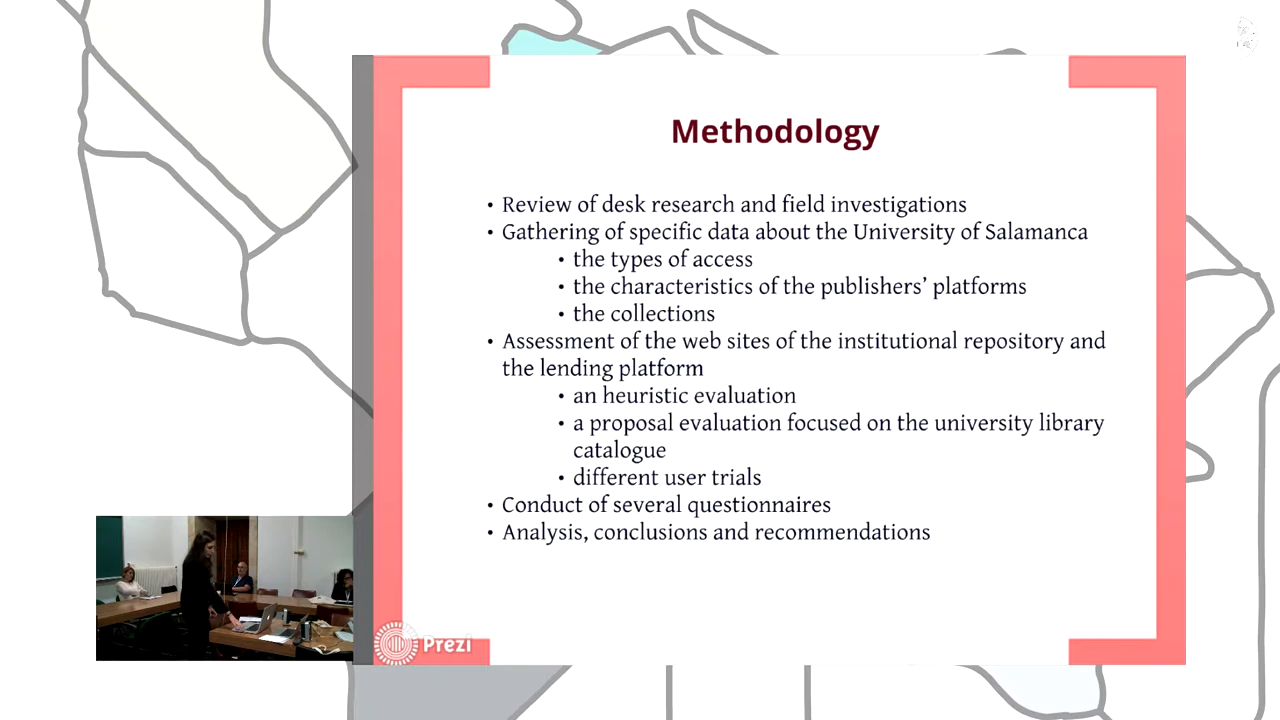 Methodology
• Review of desk research and field investigations
• Gathering of specific data about the University of Salamanca
• the types of access
• the characteristics of the publishers’ platforms
• the collections
• Assessment of the web sites of the institutional repository and
the lending platform
• an heuristic evaluation
• a proposal evaluation focused on the university library
catalogue
• different user trials
• Conduct of several questionnaires
• Analysis, conclusions and recommendations
Prezi